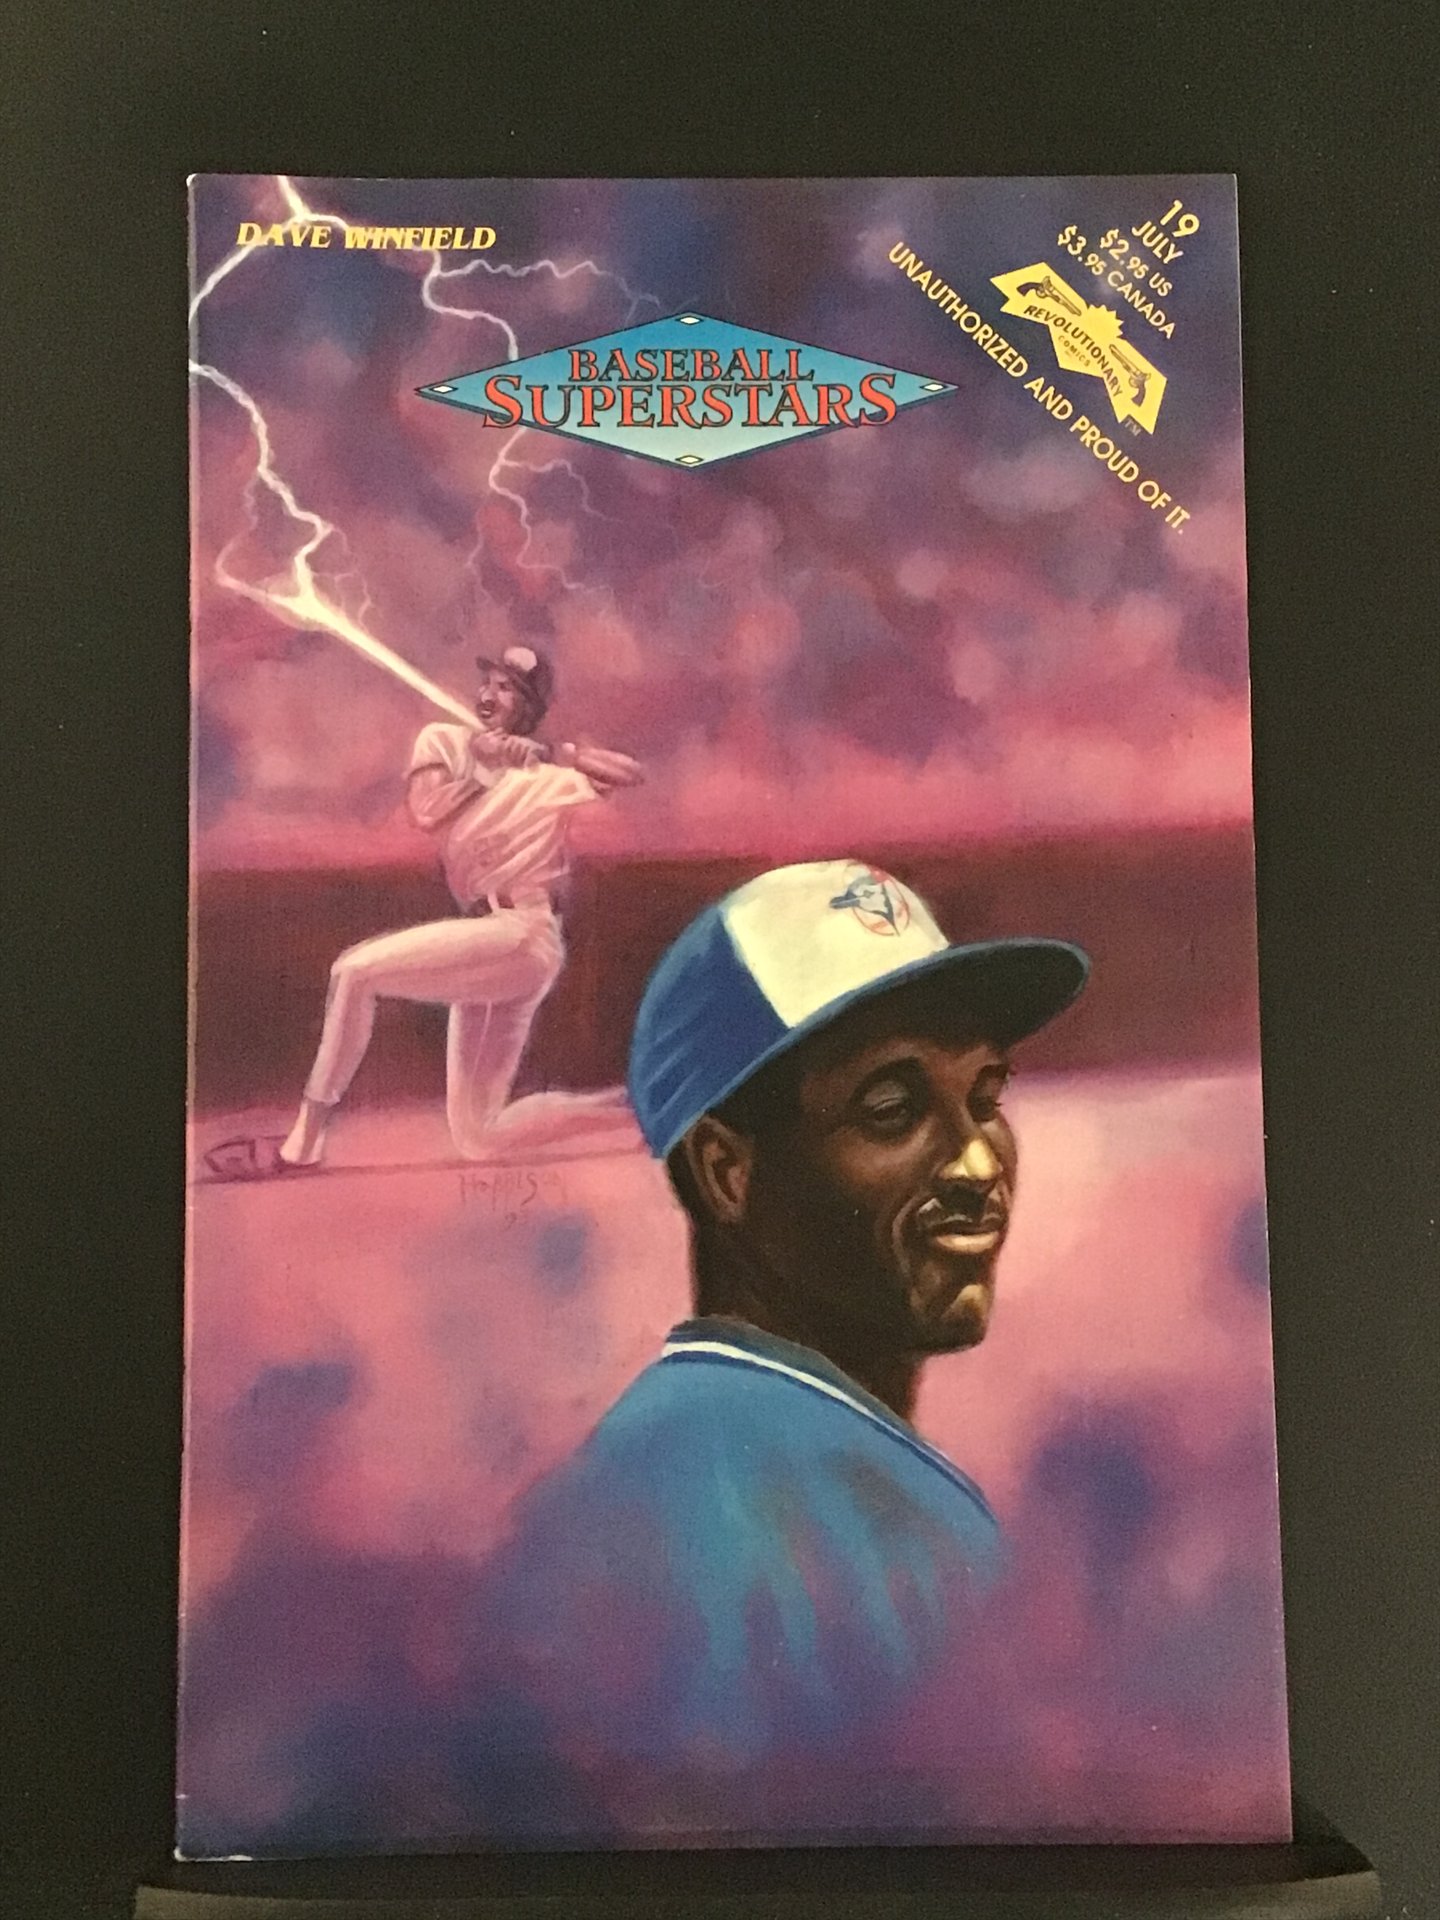 DAVE WINFIELD
BASEBALL
SUPERSTARS
19
JULY
$2.95 US
$3.95 CANADA
REVOLUTIONARY
COMICS
TM
UNAUTHORIZED AND PROUD OF IT.